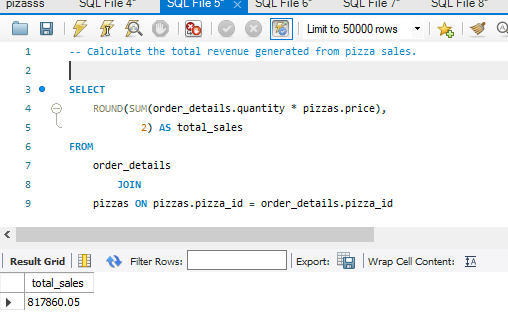 pizasss SQL File 4* SQL File 5* SQL File 6* SQL File 7* SQL File 8*
Limit to 50000 rows
1 -- Calculate the total revenue generated from pizza sales.
2
3 SELECT
4 ROUND(SUM(order_details.quantity * pizzas.price),
5 2) AS total_sales
6 FROM
7 order_details
8 JOIN
9 pizzas ON pizzas.pizza_id = order_details.pizza_id
Result Grid Filter Rows: Export: Wrap Cell Content:
total_sales
817860.05